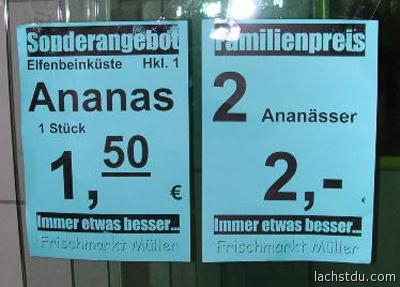 Sonderangebot
Elfenbeinküste Hkl. 1
Ananas
1 Stück
1,50 €
Immer etwas besser...
Frischmarkt Müller
Familienpreis
2 Ananässer
2,- €
Immer etwas besser...
Frischmarkt Müller
lachstdu.com